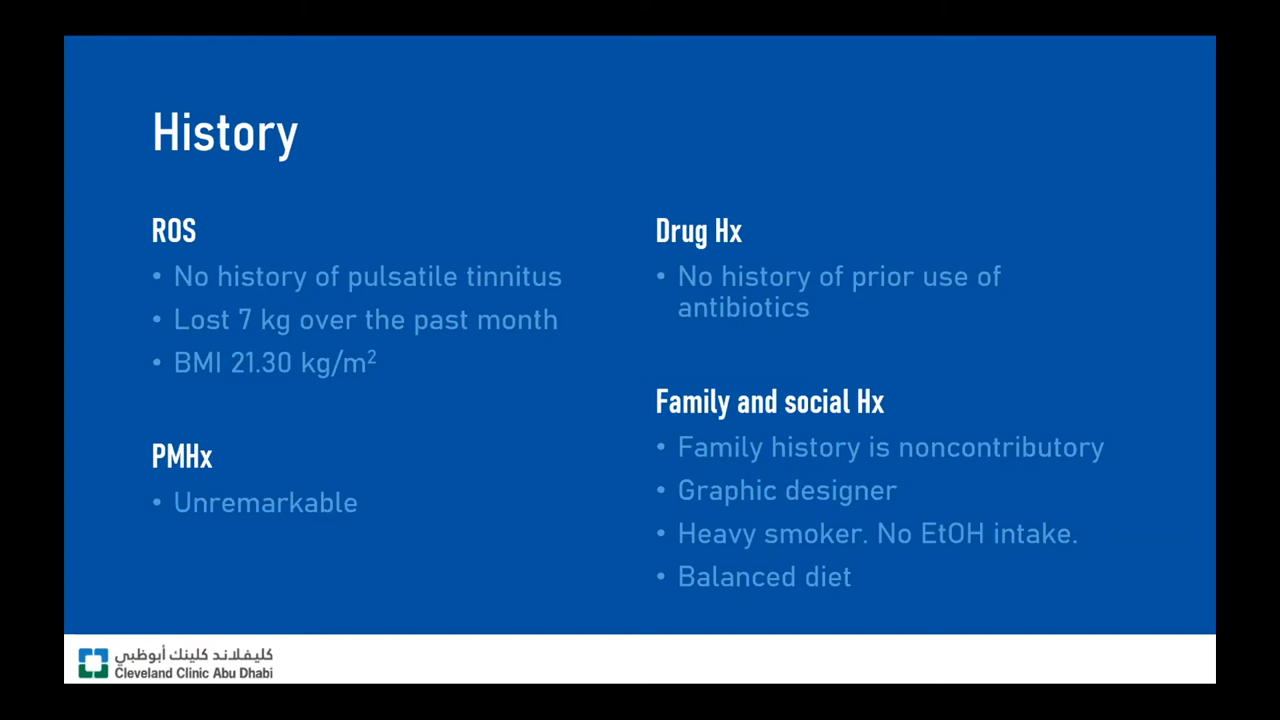 History
ROS
• No history of pulsatile tinnitus
• Lost 7 kg over the past month
• BMI 21.30 kg/m²
PMHx
• Unremarkable
Drug Hx
• No history of prior use of
antibiotics
Family and social Hx
• Family history is noncontributory
• Graphic designer
• Heavy smoker. No EtOH intake.
• Balanced diet
كليفلاند كلينك أبوظبي
Cleveland Clinic Abu Dhabi